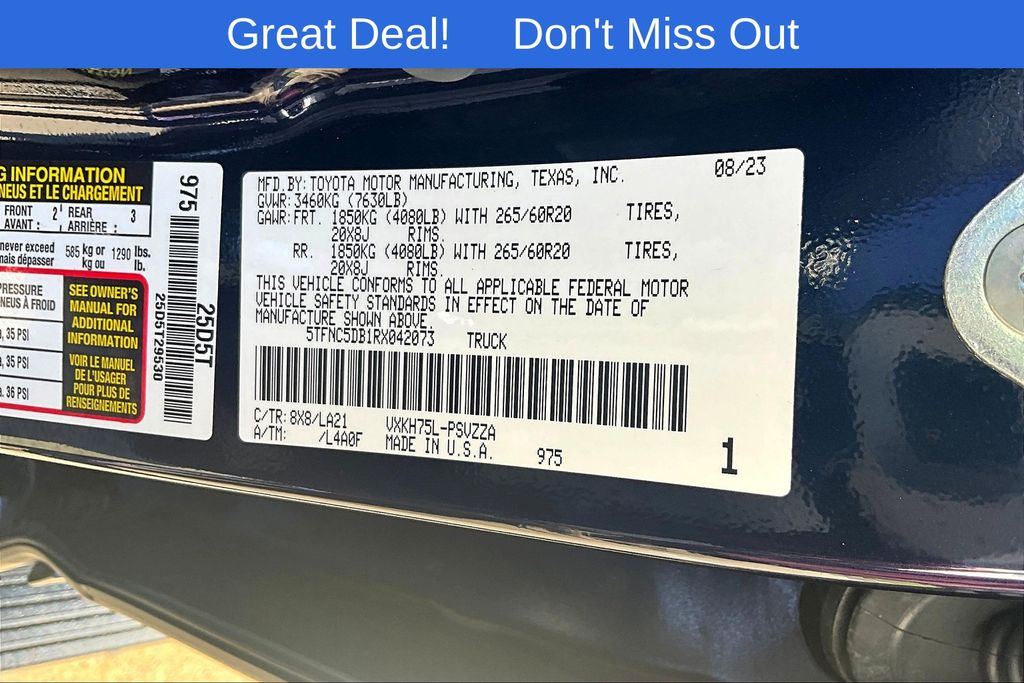 Great Deal! Don't Miss Out
G INFORMATION
NEUS ET LE CHARGEMENT
FRONT 2 REAR 3
AVANT : ARRIÈRE :
never exceed 585 kg or 1290 lbs.
mais dépasser kg ou lb.
PRESSURE
NEUS À FROID
, 35 PSI
a, 35 PSI
a. 36 PSI
SEE OWNER'S
MANUAL FOR
ADDITIONAL
INFORMATION
VOIR LE MANUEL
DE L'USAGER
POUR PLUS DE
RENSEIGNEMENTS
975
25D5T
25D5T29530
MFD.BY:TOYOTA MOTOR MANUFACTURING, TEXAS, INC. 08/23
GVWR:3460KG (7630LB)
GAWR:FRT. 1850KG (4080LB) WITH 265/60R20 TIRES,
20X8J RIMS.
RR. 1850KG (4080LB) WITH 265/60R20 TIRES,
20X8J RIMS.
THIS VEHICLE CONFORMS TO ALL APPLICABLE FEDERAL MOTOR
VEHICLE SAFETY STANDARDS IN EFFECT ON THE DATE OF
MANUFACTURE SHOWN ABOVE.
5TFNC5DB1RX042073 TRUCK
C/TR:8X8/LA21 VXKH75L-PSVZZA
A/TM: /L4A0F MADE IN U.S.A. 975 1